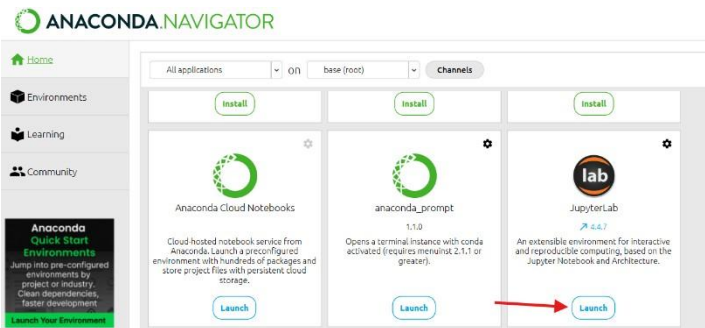 ANACONDA.NAVIGATOR
Home
All applications
on
base (root)
Channels
Environments
Install
Install
Install
Learning
Community
lab
Anaconda Cloud Notebooks
anaconda_prompt
JupyterLab
1.1.0
4.4.7
Cloud-hosted notebook service from
Anaconda. Launch a preconfigured
environment with hundreds of packages and
store project files with persistent cloud
storage.
Opens a terminal instance with conda
activated (requires menuinst 2.1.1 or
greater).
An extensible environment for interactive
and reproducible computing, based on the
Jupyter Notebook and Architecture.
Anaconda
Quick Start
Environments
Jump into pre-configured
environments by
project or industry.
Clean dependencies,
faster development
Launch Your Environment
Launch
Launch
Launch